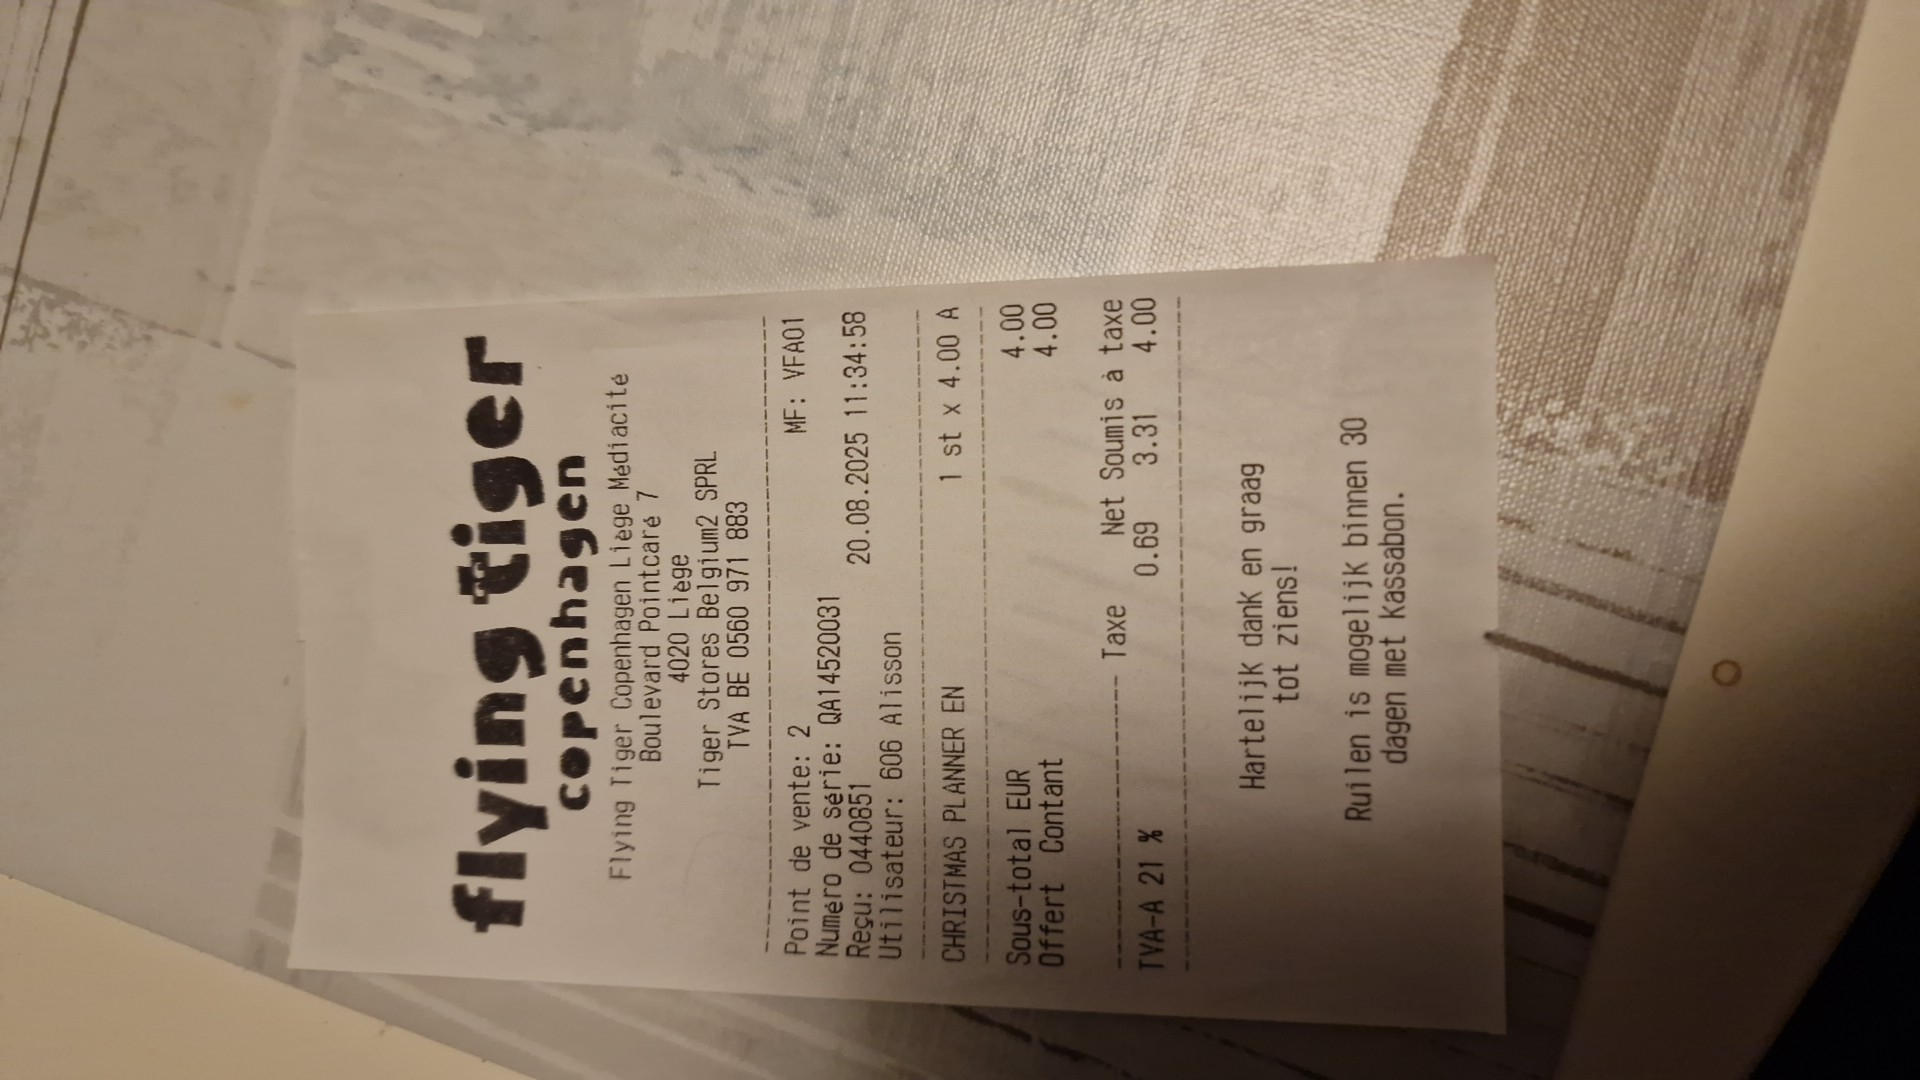 flying tiger
copenhagen
Flying Tiger Copenhagen Liège Médiacité
Boulevard Pointcaré 7
4020 Liège
Tiger Stores Belgium2 SPRL
TVA BE 0560 971 883
Point de vente: 2 MF: VFA01
Numéro de série: QA14520031
Reçu: 0440851 20.08.2025 11:34:58
Utilisateur: 606 Alisson
CHRISTMAS PLANNER EN 1 st x 4.00 A
Sous-total EUR 4.00
Offert Contant 4.00
Taxe Net Soumis à taxe
TVA-A 21 % 0.69 3.31 4.00
Hartelijk dank en graag
tot ziens!
Ruilen is mogelijk binnen 30
dagen met kassabon.